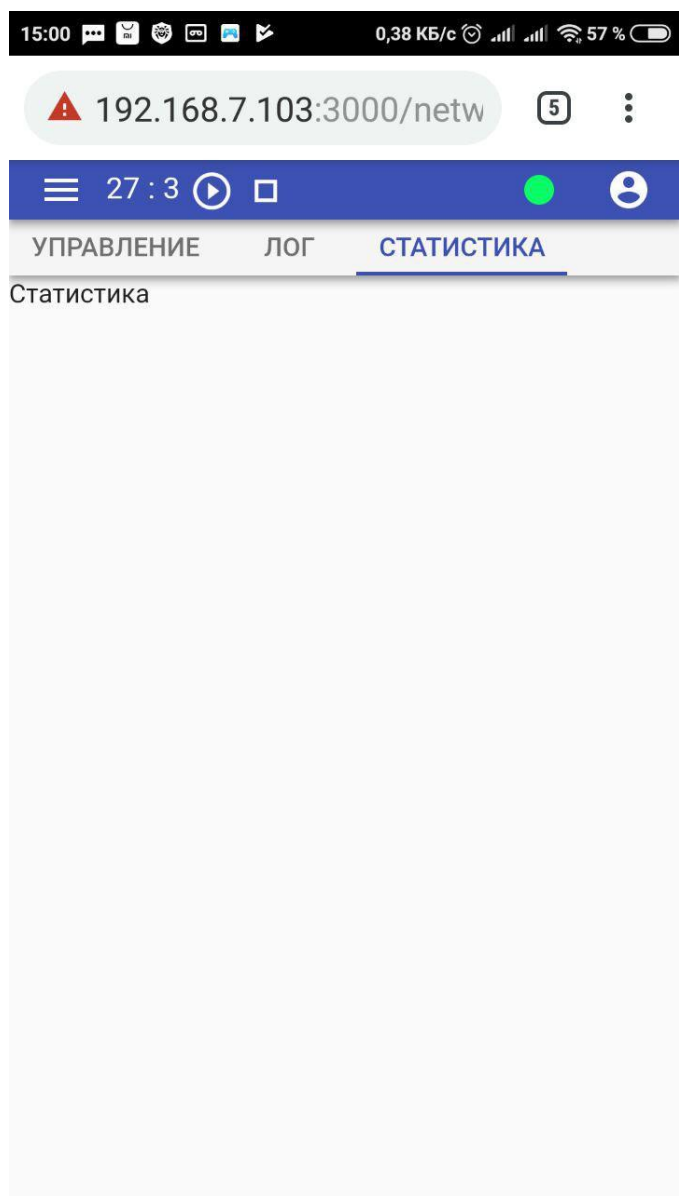 15:00 0,38 КБ/с 57 %
192.168.7.103:3000/netw 5
27 : 3
УПРАВЛЕНИЕ ЛОГ СТАТИСТИКА
Статистика